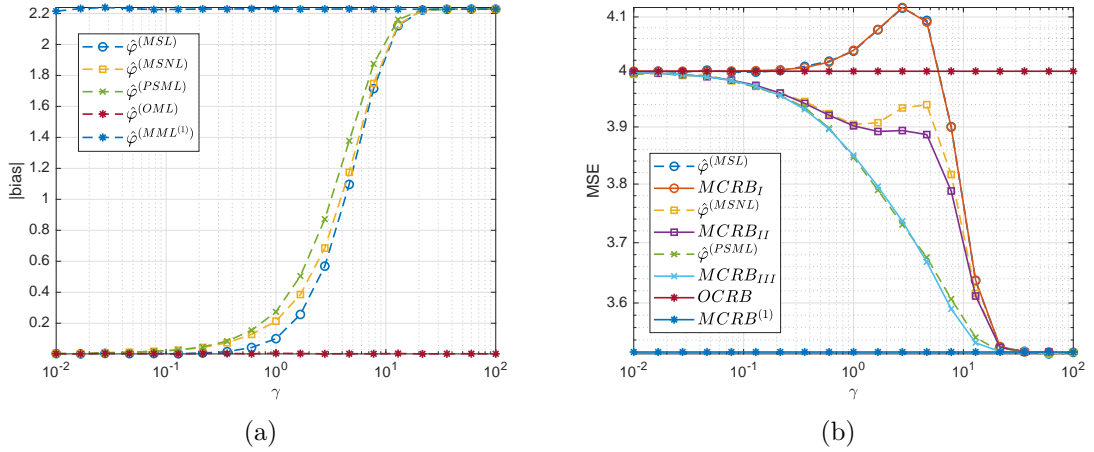 2.2
2
1.8
1.6
1.4
1.2
1
0.8
0.6
0.4
0.2
|bias|
φ̂^(MSL)
φ̂^(MSNL)
φ̂^(PSML)
φ̂^(OML)
φ̂^(MML^(1))
10^-2 10^-1 10^0 10^1 10^2
γ
(a)
4.1
4
3.9
3.8
3.7
3.6
MSE
φ̂^(MSL)
MCRB_I
φ̂^(MSNL)
MCRB_II
φ̂^(PSML)
MCRB_III
OCRB
MCRB^(1)
10^-2 10^-1 10^0 10^1 10^2
γ
(b)